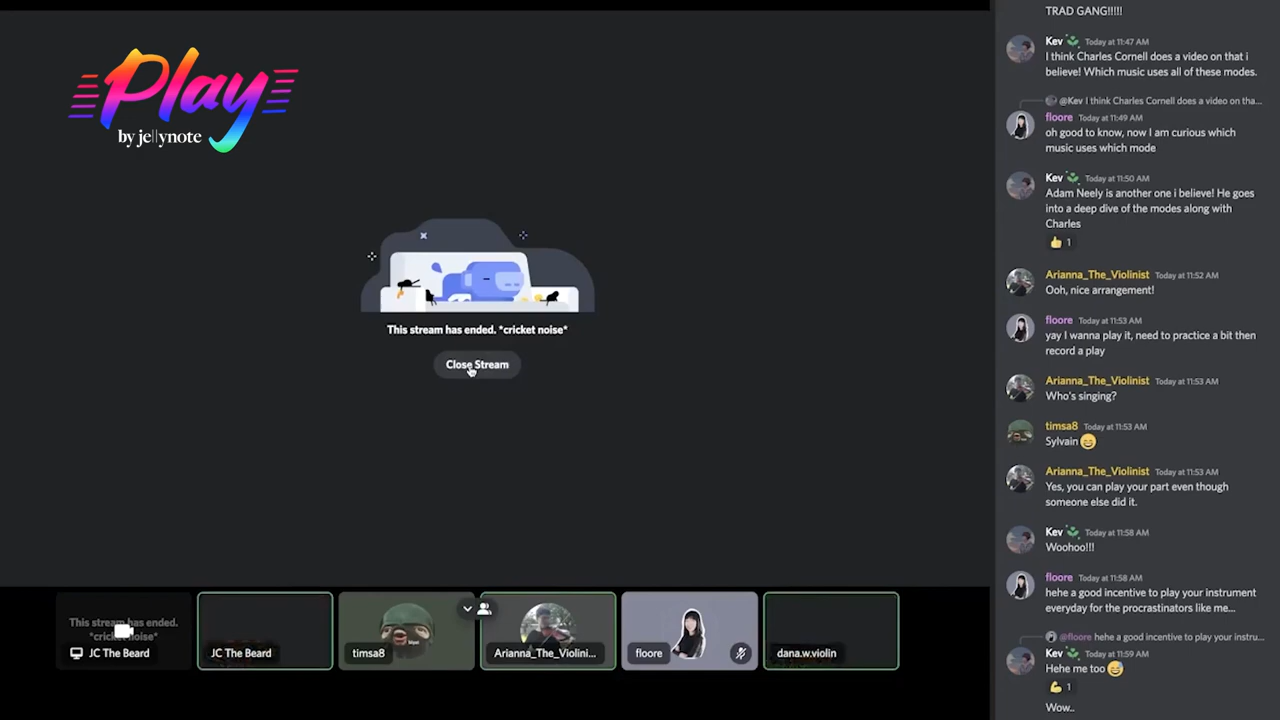 Play
by jellynote
This stream has ended. *cricket noise*
Close Stream
This stream has ended.
*cricket noise*
JC The Beard
JC The Beard
timsa8
Arianna_The_Violini...
floore
dana.w.violin
TRAD GANG!!!!!
Kev Today at 11:47 AM
I think Charles Cornell does a video on that i
believe! Which music uses all of these modes.
@Kev I think Charles Cornell does a video on tha...
floore Today at 11:49 AM
oh good to know, now I am curious which
music uses which mode
Kev Today at 11:50 AM
Adam Neely is another one i believe! He goes
into a deep dive of the modes along with
Charles
1
Arianna_The_Violinist Today at 11:52 AM
Ooh, nice arrangement!
floore Today at 11:53 AM
yay I wanna play it, need to practice a bit then
record a play
Arianna_The_Violinist Today at 11:53 AM
Who's singing?
timsa8 Today at 11:53 AM
Sylvain
Arianna_The_Violinist Today at 11:53 AM
Yes, you can play your part even though
someone else did it.
Kev Today at 11:58 AM
Woohoo!!!
floore Today at 11:58 AM
hehe a good incentive to play your instrument
everyday for the procrastinators like me...
@floore hehe a good incentive to play your instru...
Kev Today at 11:59 AM
Hehe me too
1
Wow..